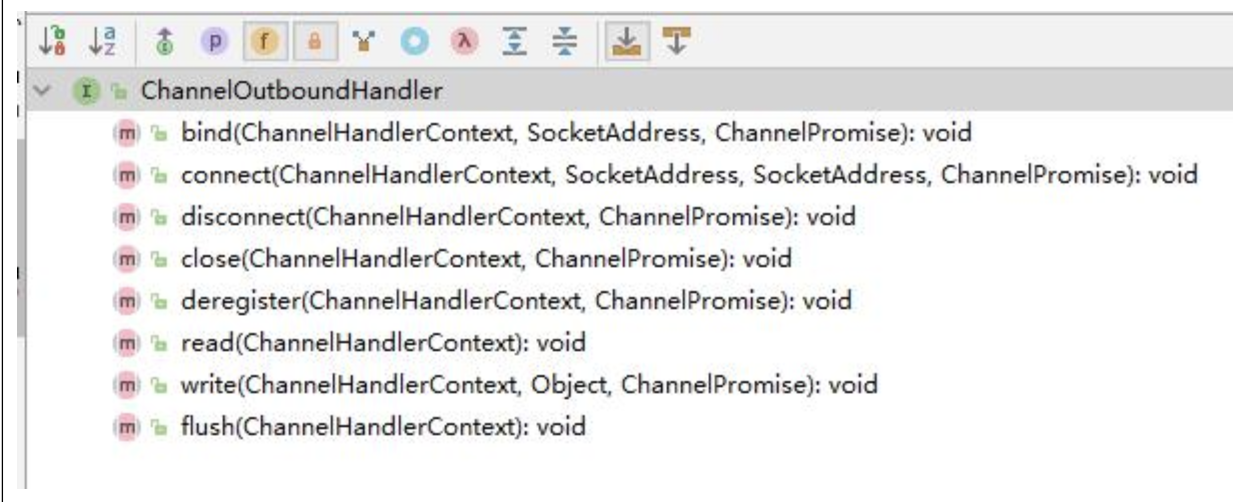 ChannelOutboundHandler
bind(ChannelHandlerContext, SocketAddress, ChannelPromise): void
connect(ChannelHandlerContext, SocketAddress, SocketAddress, ChannelPromise): void
disconnect(ChannelHandlerContext, ChannelPromise): void
close(ChannelHandlerContext, ChannelPromise): void
deregister(ChannelHandlerContext, ChannelPromise): void
read(ChannelHandlerContext): void
write(ChannelHandlerContext, Object, ChannelPromise): void
flush(ChannelHandlerContext): void